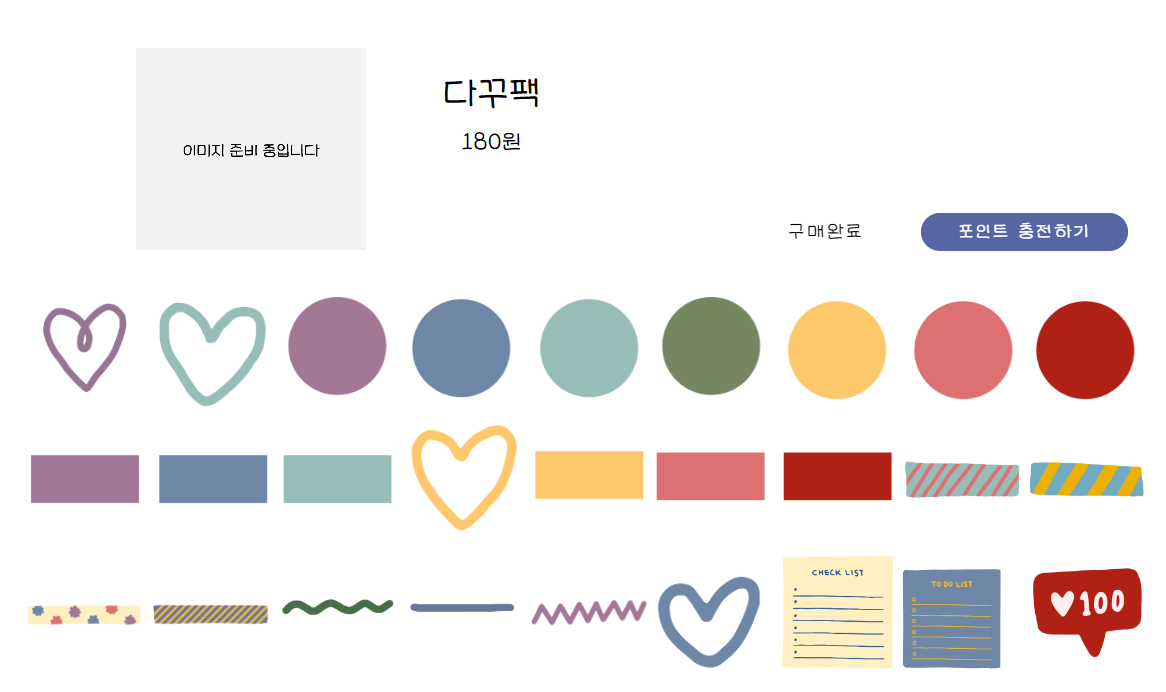 다꾸팩
180원
이미지 준비 중입니다
구매완료
포인트 충전하기
CHECK LIST
TO DO LIST
100